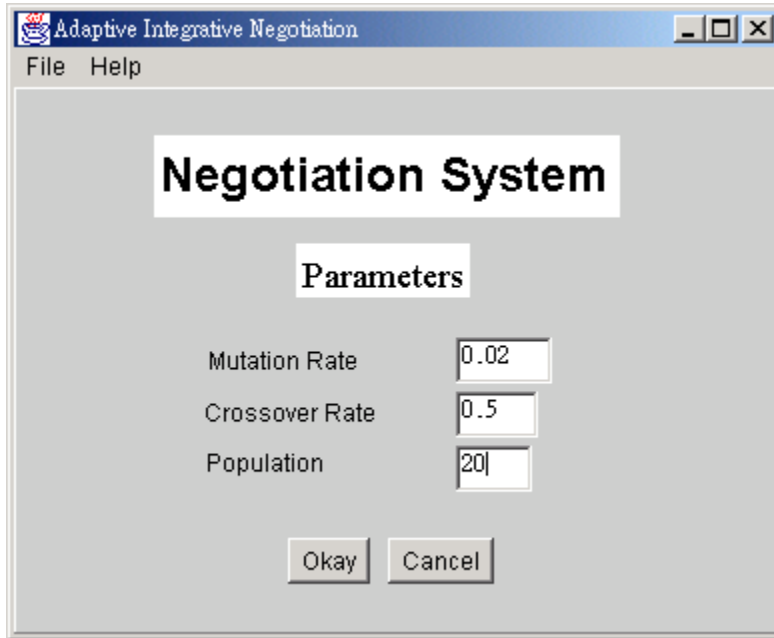 Adaptive Integrative Negotiation
File Help
Negotiation System
Parameters
Mutation Rate 0.02
Crossover Rate 0.5
Population 20
Okay Cancel